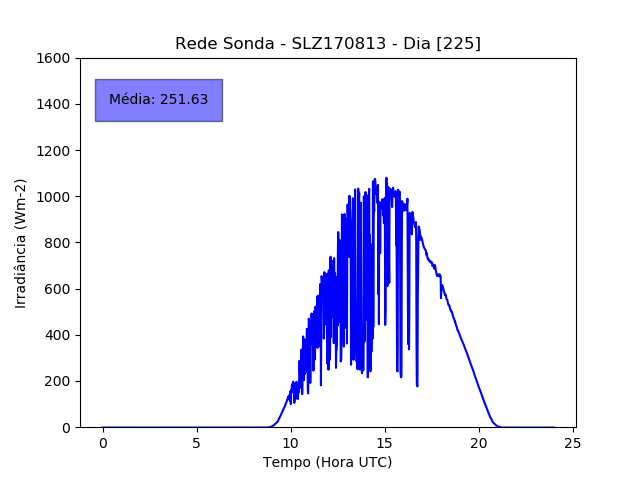 Rede Sonda - SLZ170813 - Dia [225]
1600
1400
1200
1000
800
600
400
200
0
Média: 251.63
Irradiância (Wm-2)
0 5 10 15 20 25
Tempo (Hora UTC)